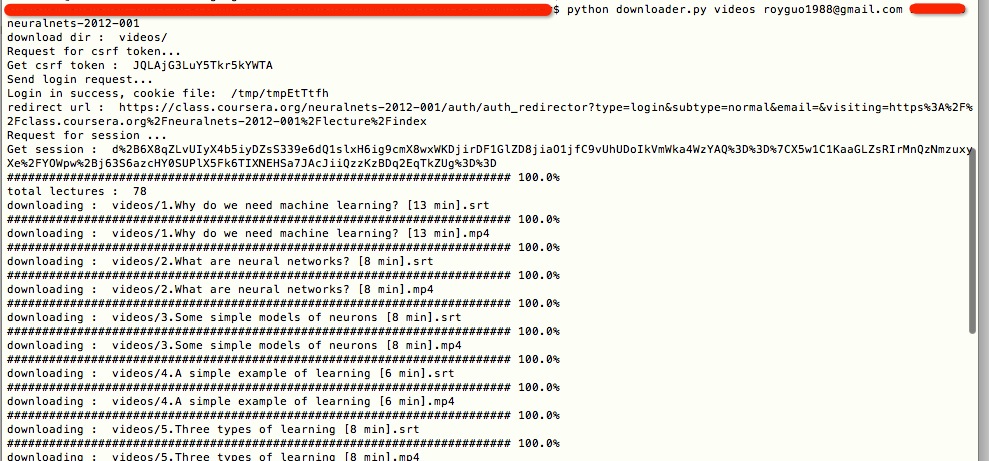 $ python downloader.py videos royguo1988@gmail.com
neuralnets-2012-001
download dir :  videos/
Request for csrf token...
Get csrf token :  JQLAjG3LuY5Tkr5kYWTA
Send login request...
Login in success, cookie file:  /tmp/tmpEtTtfh
redirect url :  https://class.coursera.org/neuralnets-2012-001/auth/auth_redirector?type=login&subtype=normal&email=&visiting=https%3A%2F%
2Fclass.coursera.org%2Fneuralnets-2012-001%2Flecture%2Findex
Request for session ...
Get session :  d%2B6X8qZLvUIyX4b5iyDZsS339e6dQ1slxH6ig9cmX8wxWKDjirDF1GlZD8jiaO1jfC9vUhUDoIkVmWka4WzYAQ%3D%3D%7CX5w1C1KaaGLZsRIrMnQzNmzuxy
Xe%2FYOWpw%2Bj63S6azcHY0SUPlX5Fk6TIXNEHSa7JAcJiiQzzKzBDq2EqTkZUg%3D%3D
######################################################################## 100.0%
total lectures :  78
downloading :  videos/1.Why do we need machine learning? [13 min].srt
######################################################################## 100.0%
downloading :  videos/1.Why do we need machine learning? [13 min].mp4
######################################################################## 100.0%
downloading :  videos/2.What are neural networks? [8 min].srt
######################################################################## 100.0%
downloading :  videos/2.What are neural networks? [8 min].mp4
######################################################################## 100.0%
downloading :  videos/3.Some simple models of neurons [8 min].srt
######################################################################## 100.0%
downloading :  videos/3.Some simple models of neurons [8 min].mp4
######################################################################## 100.0%
downloading :  videos/4.A simple example of learning [6 min].srt
######################################################################## 100.0%
downloading :  videos/4.A simple example of learning [6 min].mp4
######################################################################## 100.0%
downloading :  videos/5.Three types of learning [8 min].srt
######################################################################## 100.0%
downloading :  videos/5.Three types of learning [8 min].mp4